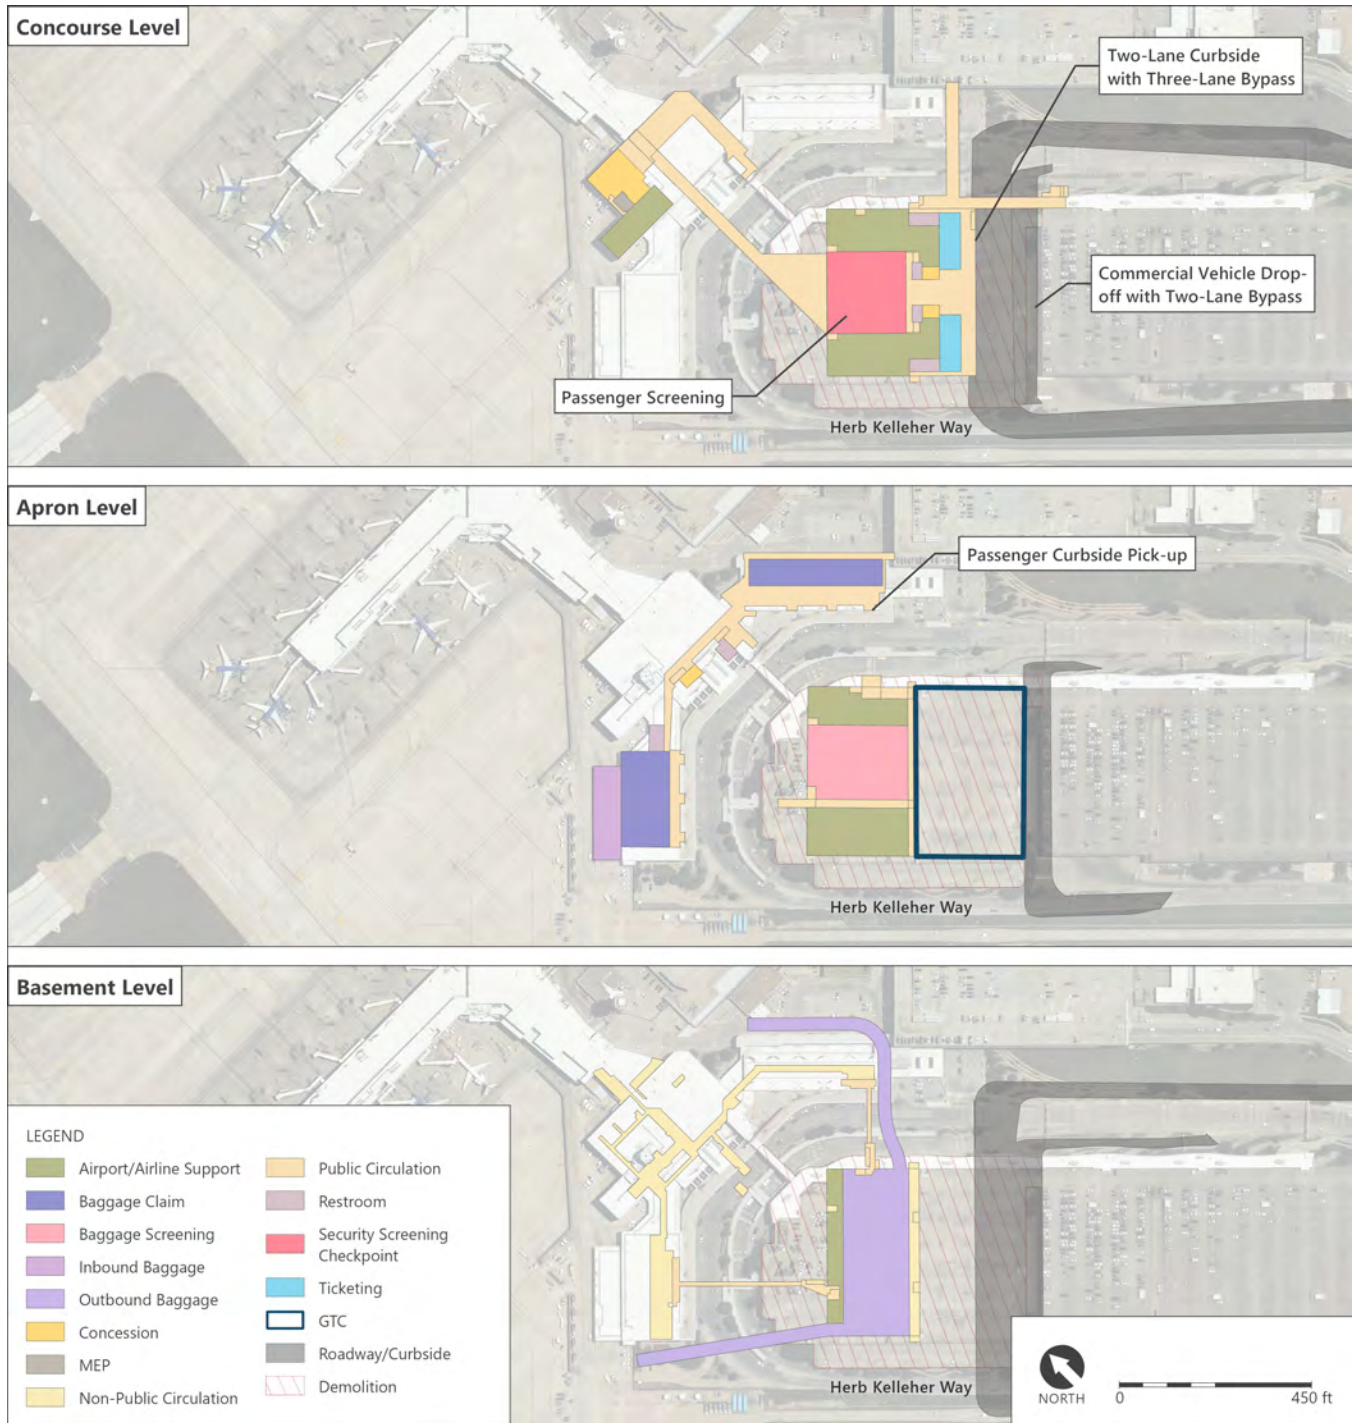 Concourse Level
Two-Lane Curbside
with Three-Lane Bypass
Commercial Vehicle Drop-
off with Two-Lane Bypass
Passenger Screening
Herb Kelleher Way
Apron Level
Passenger Curbside Pick-up
Herb Kelleher Way
Basement Level
LEGEND
Airport/Airline Support
Baggage Claim
Baggage Screening
Inbound Baggage
Outbound Baggage
Concession
MEP
Non-Public Circulation
Public Circulation
Restroom
Security Screening
Checkpoint
Ticketing
GTC
Roadway/Curbside
Demolition
Herb Kelleher Way
NORTH
0
450 ft